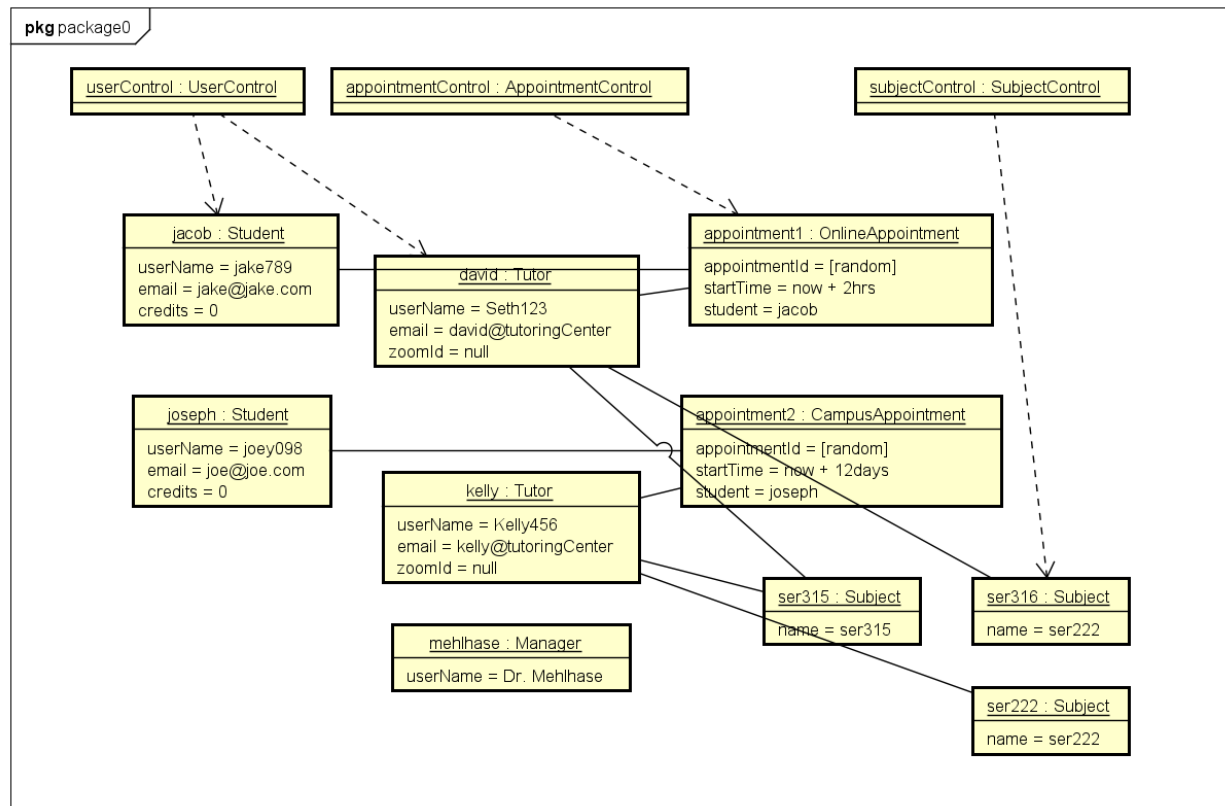 pkg package0
userControl : UserControl
appointmentControl : AppointmentControl
subjectControl : SubjectControl
jacob : Student
userName = jake789
email = jake@jake.com
credits = 0
david : Tutor
userName = Seth123
email = david@tutoringCenter
zoomId = null
appointment1 : OnlineAppointment
appointmentId = [random]
startTime = now + 2hrs
student = jacob
joseph : Student
userName = joey098
email = joe@joe.com
credits = 0
appointment2 : CampusAppointment
appointmentId = [random]
startTime = now + 12days
student = joseph
kelly : Tutor
userName = Kelly456
email = kelly@tutoringCenter
zoomId = null
ser315 : Subject
name = ser315
ser316 : Subject
name = ser222
mehlhase : Manager
userName = Dr. Mehlhase
ser222 : Subject
name = ser222